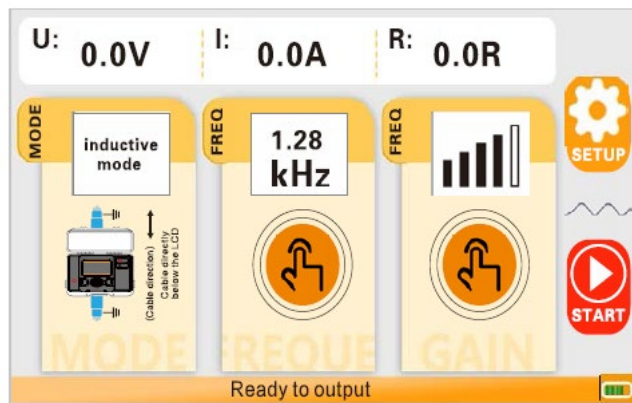 U: 0.0V I: 0.0A R: 0.0R
MODE
inductive
mode
(Cable direction)
Cable directly
below the LCD
MODE
FREQ
1.28
kHz
FREQUE
FREQ
GAIN
SETUP
START
Ready to output